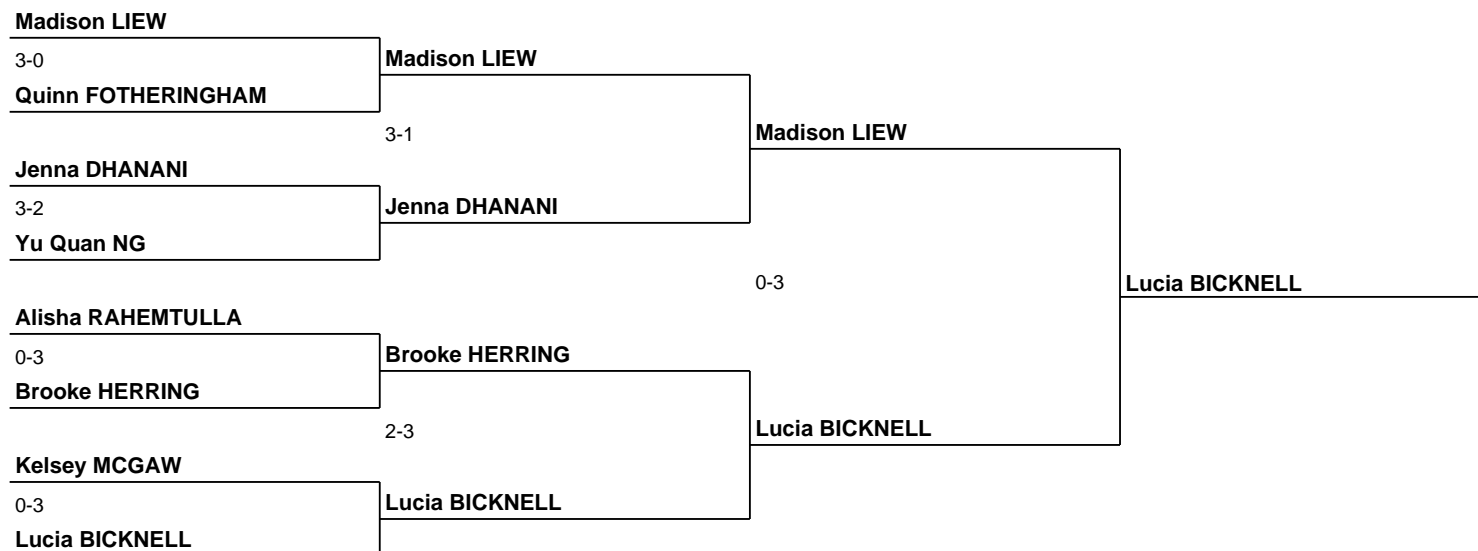 Madison LIEW
3-0
Quinn FOTHERINGHAM
Jenna DHANANI
3-2
Yu Quan NG
Alisha RAHEMTULLA
0-3
Brooke HERRING
Kelsey MCGAW
0-3
Lucia BICKNELL
Madison LIEW
3-1
Jenna DHANANI
Brooke HERRING
2-3
Lucia BICKNELL
Madison LIEW
0-3
Lucia BICKNELL
Lucia BICKNELL